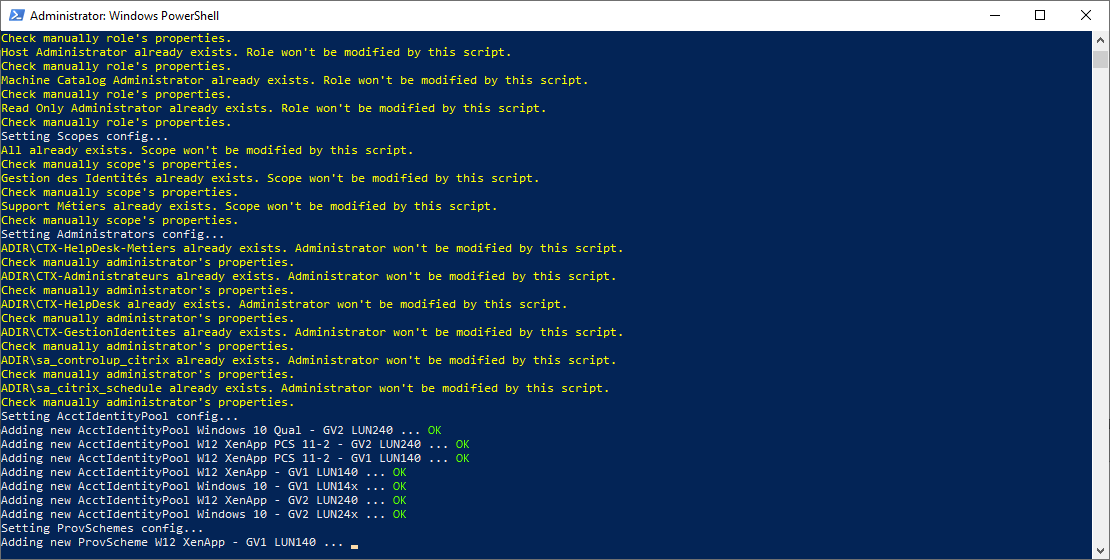 Administrator: Windows PowerShell
Check manually role's properties.
Host Administrator already exists. Role won't be modified by this script.
Check manually role's properties.
Machine Catalog Administrator already exists. Role won't be modified by this script.
Check manually role's properties.
Read Only Administrator already exists. Role won't be modified by this script.
Check manually role's properties.
Setting Scopes config...
All already exists. Scope won't be modified by this script.
Check manually scope's properties.
Gestion des Identités already exists. Scope won't be modified by this script.
Check manually scope's properties.
Support Métiers already exists. Scope won't be modified by this script.
Check manually scope's properties.
Setting Administrators config...
ADIR\CTX-HelpDesk-Metiers already exists. Administrator won't be modified by this script.
Check manually administrator's properties.
ADIR\CTX-Administrateurs already exists. Administrator won't be modified by this script.
Check manually administrator's properties.
ADIR\CTX-HelpDesk already exists. Administrator won't be modified by this script.
Check manually administrator's properties.
ADIR\CTX-GestionIdentites already exists. Administrator won't be modified by this script.
Check manually administrator's properties.
ADIR\sa_controlup_citrix already exists. Administrator won't be modified by this script.
Check manually administrator's properties.
ADIR\sa_citrix_schedule already exists. Administrator won't be modified by this script.
Check manually administrator's properties.
Setting AcctIdentityPool config...
Adding new AcctIdentityPool Windows 10 Qual - GV2 LUN240 ... OK
Adding new AcctIdentityPool W12 XenApp PCS 11-2 - GV2 LUN240 ... OK
Adding new AcctIdentityPool W12 XenApp PCS 11-2 - GV1 LUN140 ... OK
Adding new AcctIdentityPool W12 XenApp - GV1 LUN140 ... OK
Adding new AcctIdentityPool Windows 10 - GV1 LUN14x ... OK
Adding new AcctIdentityPool W12 XenApp - GV2 LUN240 ... OK
Adding new AcctIdentityPool Windows 10 - GV2 LUN24x ... OK
Setting ProvSchemes config...
Adding new ProvScheme W12 XenApp - GV1 LUN140 ...